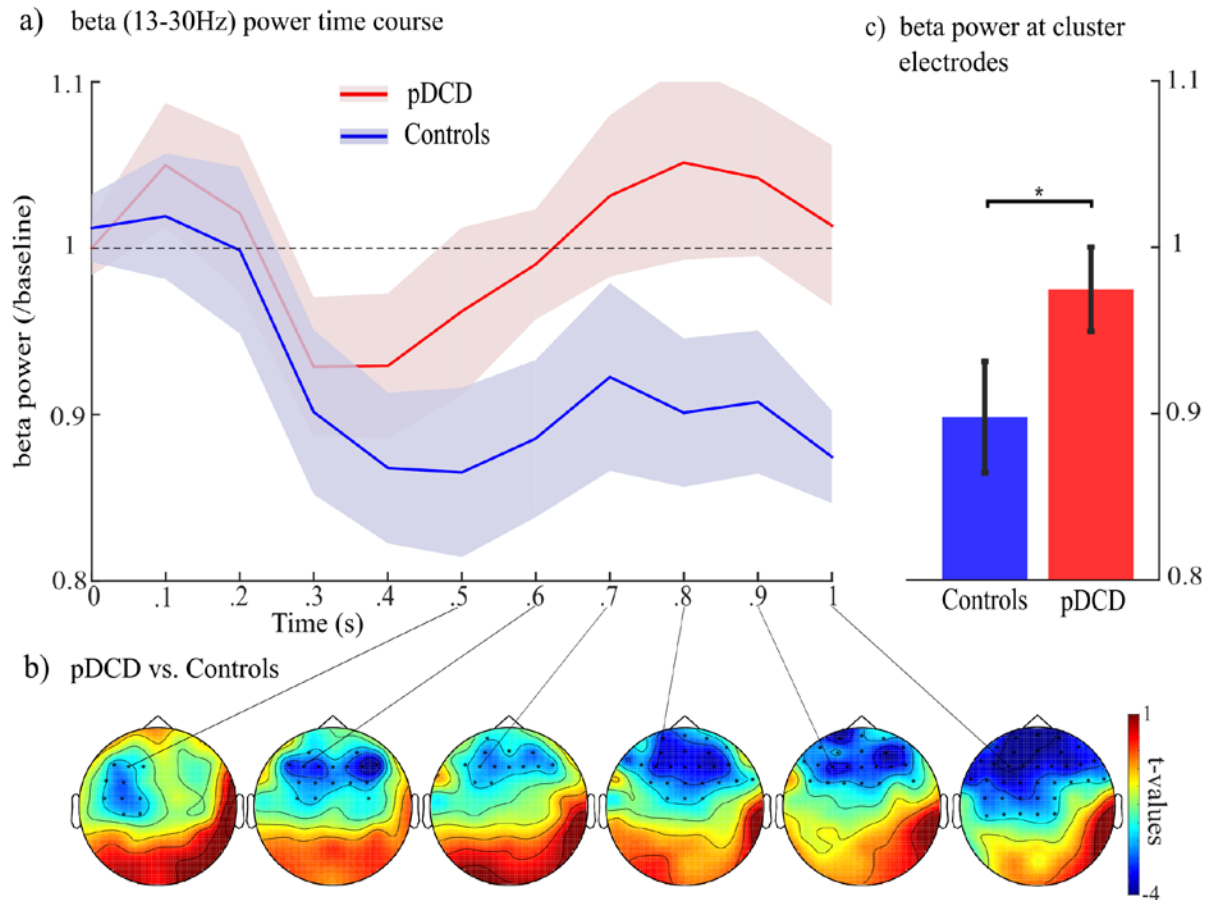 a) beta (13-30Hz) power time course
c) beta power at cluster
electrodes
pDCD
Controls
beta power (/baseline)
1.1
1
0.9
0.8
0 .1 .2 .3 .4 .5 .6 .7 .8 .9 1
Time (s)
*
1.1
1
0.9
0.8
Controls pDCD
b) pDCD vs. Controls
1
t-values
-4